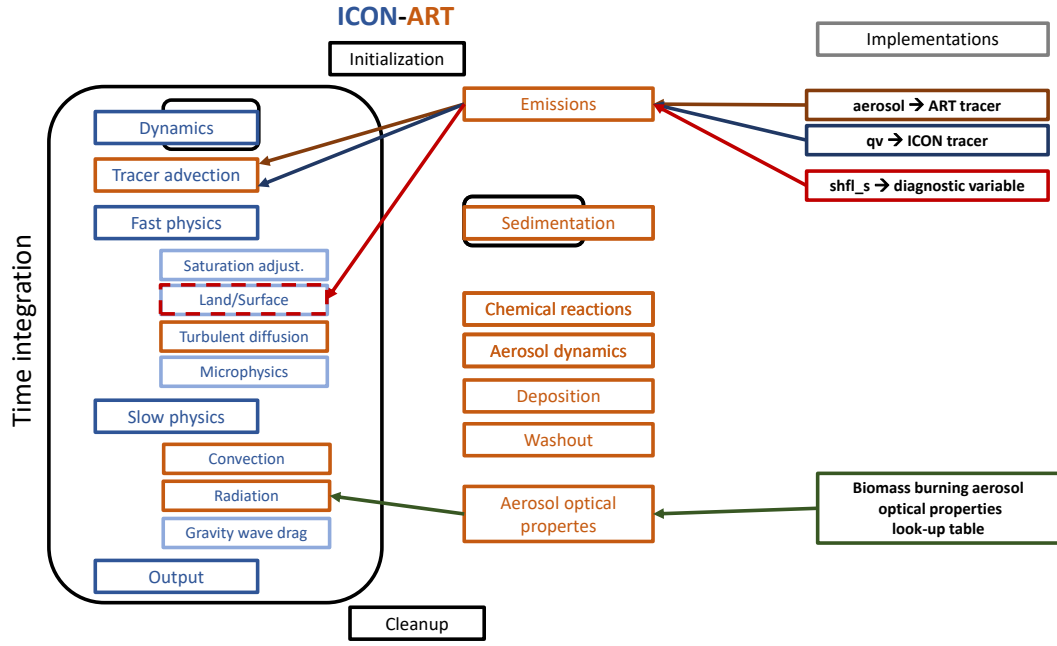 ICON-ART
Initialization
Implementations
Time integration
Dynamics
Tracer advection
Fast physics
Saturation adjust.
Land/Surface
Turbulent diffusion
Microphysics
Slow physics
Convection
Radiation
Gravity wave drag
Output
Emissions
Sedimentation
Chemical reactions
Aerosol dynamics
Deposition
Washout
Aerosol optical
propertes
aerosol → ART tracer
qv → ICON tracer
shfl_s → diagnostic variable
Biomass burning aerosol
optical properties
look-up table
Cleanup